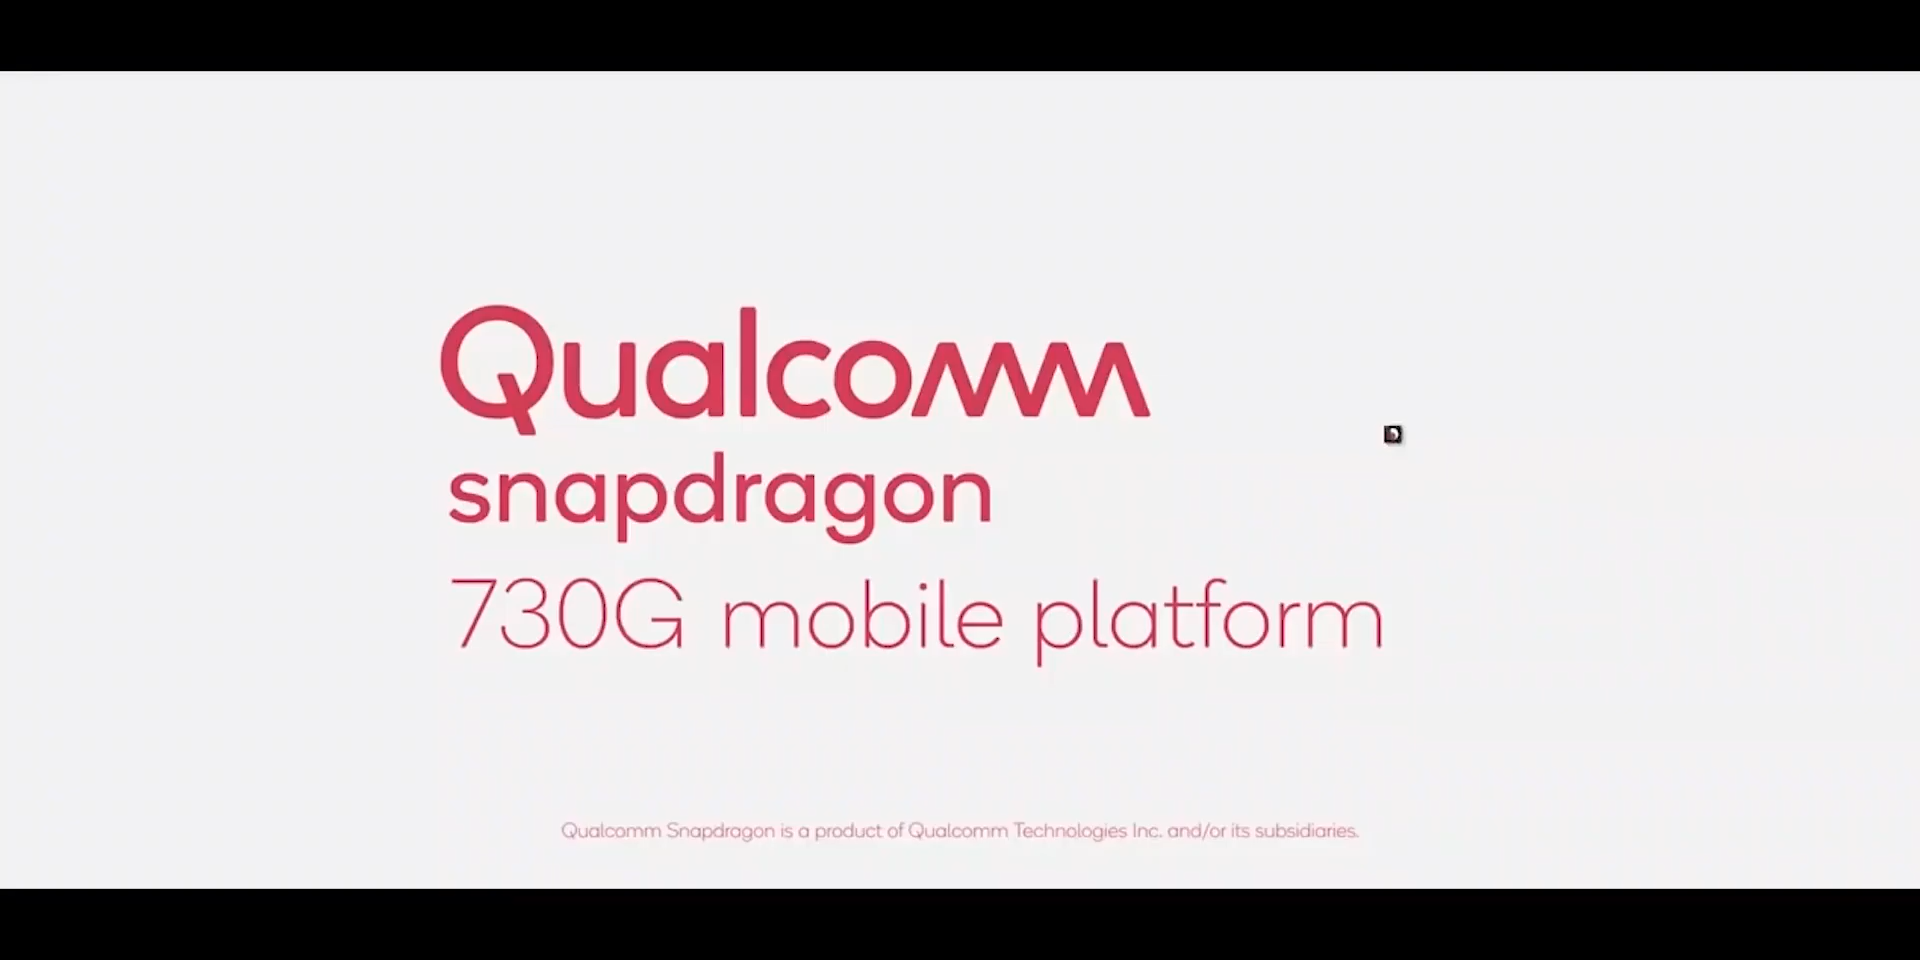 Qualcomm
snapdragon
730G mobile platform
Qualcomm Snapdragon is a product of Qualcomm Technologies Inc. and/or its subsidiaries.